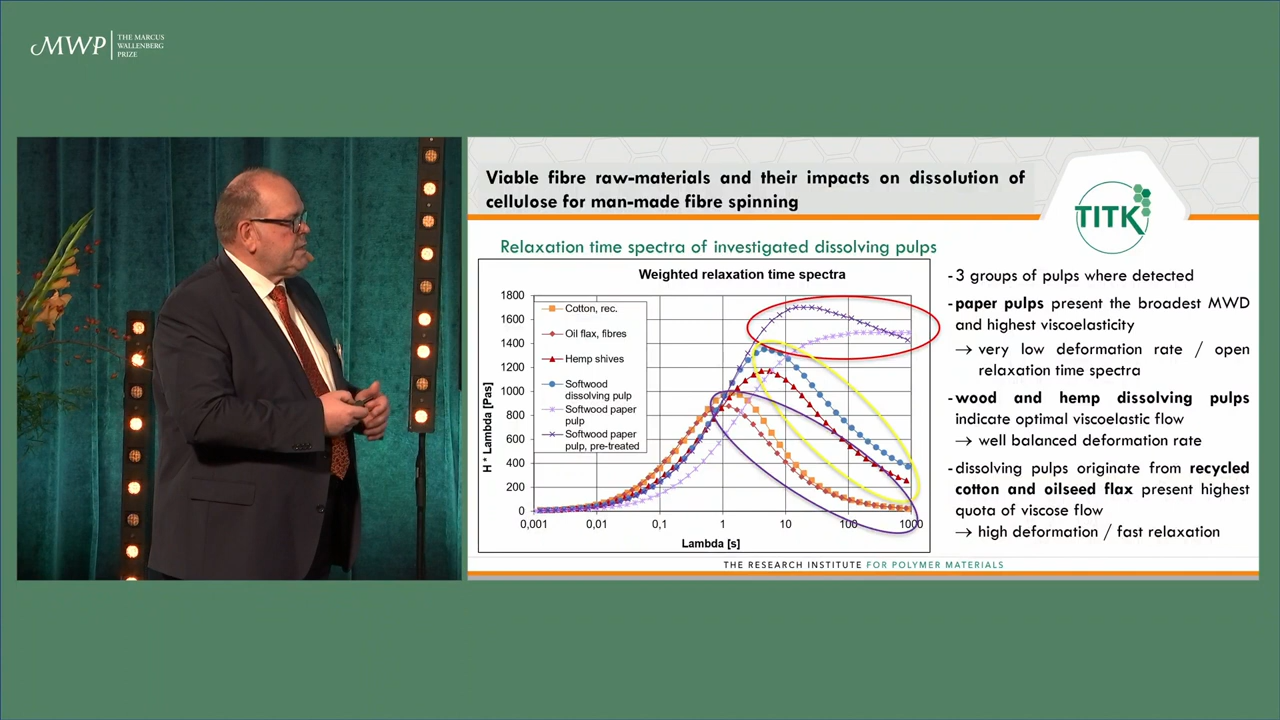 MWP
THE MARCUS
WALLENBERG
PRIZE
Viable fibre raw-materials and their impacts on dissolution of
cellulose for man-made fibre spinning
TITK
Relaxation time spectra of investigated dissolving pulps
Weighted relaxation time spectra
1800
1600
1400
1200
1000
800
600
400
200
0
H * Lambda [Pas]
Cotton, rec.
Oil flax, fibres
Hemp shives
Softwood
dissolving pulp
Softwood paper
pulp
Softwood paper
pulp, pre-treated
0,001 0,01 0,1 1 10 100 1000
Lambda [s]
- 3 groups of pulps where detected
- paper pulps present the broadest MWD
and highest viscoelasticity
→ very low deformation rate / open
relaxation time spectra
- wood and hemp dissolving pulps
indicate optimal viscoelastic flow
→ well balanced deformation rate
- dissolving pulps originate from recycled
cotton and oilseed flax present highest
quota of viscose flow
→ high deformation / fast relaxation
THE RESEARCH INSTITUTE FOR POLYMER MATERIALS